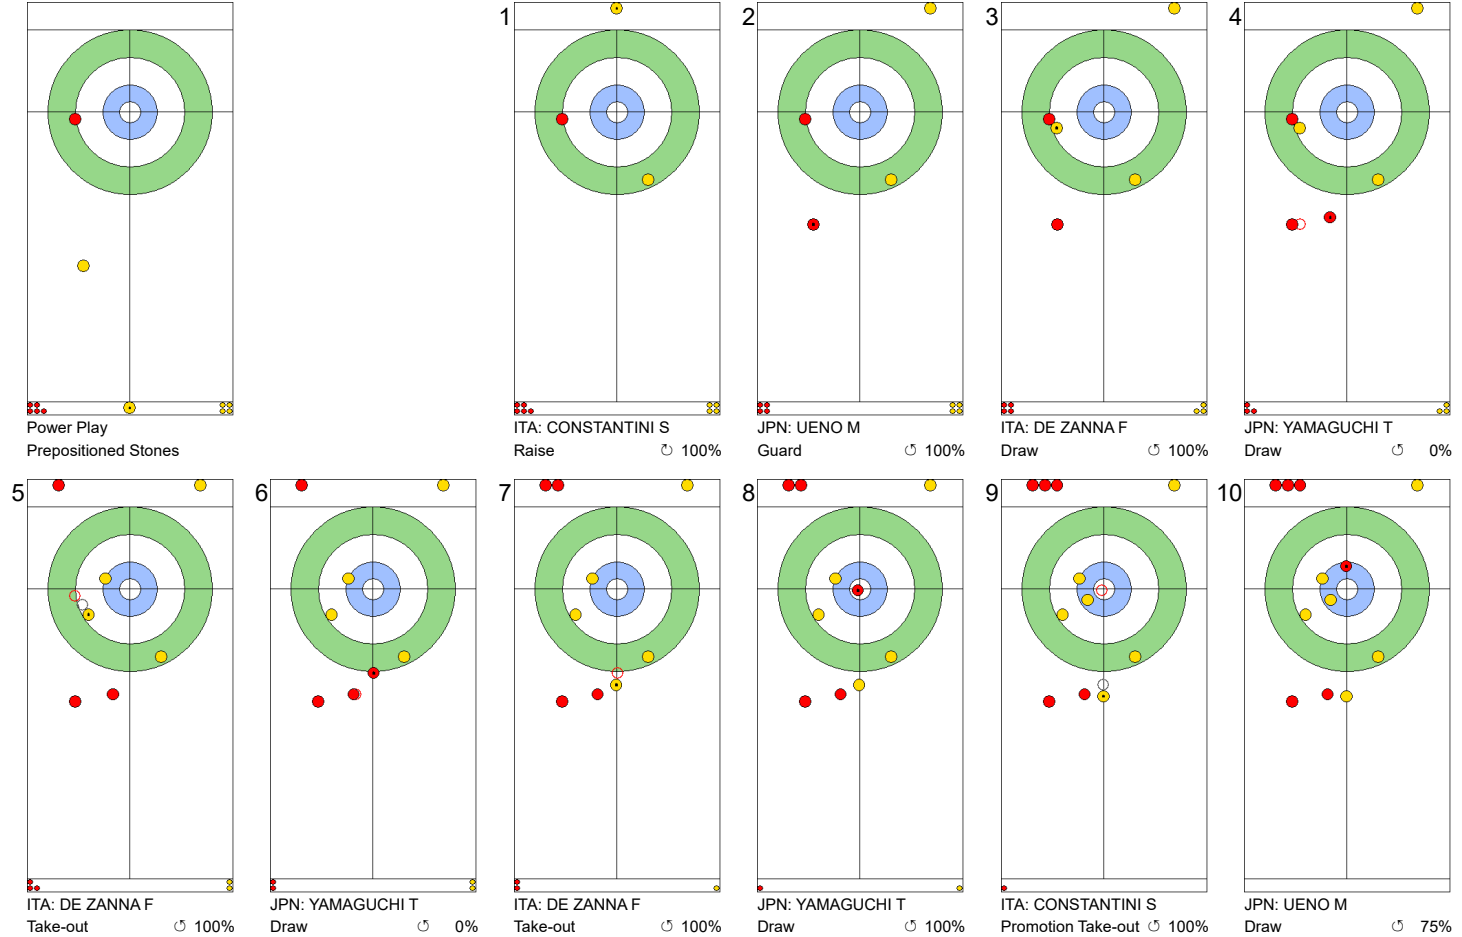 1
2
3
4
Power Play
Prepositioned Stones
ITA: CONSTANTINI S
Raise ↻ 100%
JPN: UENO M
Guard ↺ 100%
ITA: DE ZANNA F
Draw ↺ 100%
JPN: YAMAGUCHI T
Draw ↺ 0%
5
6
7
8
9
10
ITA: DE ZANNA F
Take-out ↺ 100%
JPN: YAMAGUCHI T
Draw ↺ 0%
ITA: DE ZANNA F
Take-out ↺ 100%
JPN: YAMAGUCHI T
Draw ↺ 100%
ITA: CONSTANTINI S
Promotion Take-out ↺ 100%
JPN: UENO M
Draw ↺ 75%